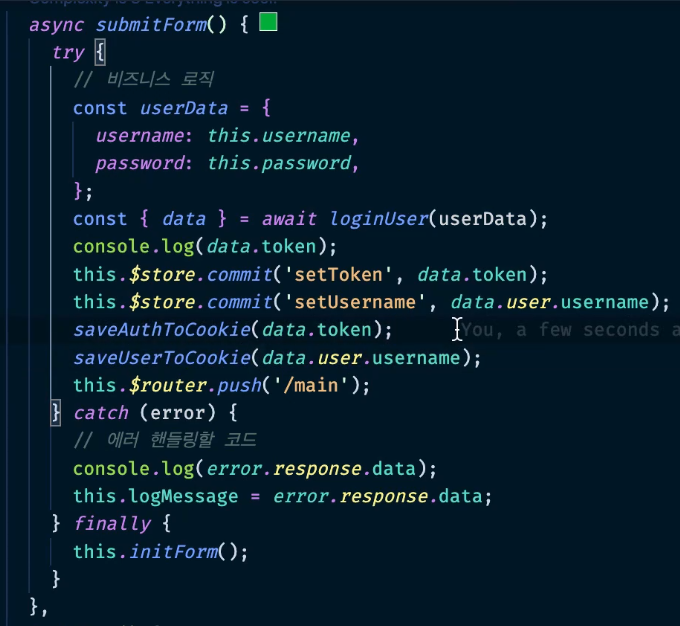 async submitForm() {
try {
// 비즈니스 로직
const userData = {
username: this.username,
password: this.password,
};
const { data } = await loginUser(userData);
console.log(data.token);
this.$store.commit('setToken', data.token);
this.$store.commit('setUsername', data.user.username);
saveAuthToCookie(data.token); You, a few seconds a
saveUserToCookie(data.user.username);
this.$router.push('/main');
} catch (error) {
// 에러 핸들링할 코드
console.log(error.response.data);
this.logMessage = error.response.data;
} finally {
this.initForm();
}
},